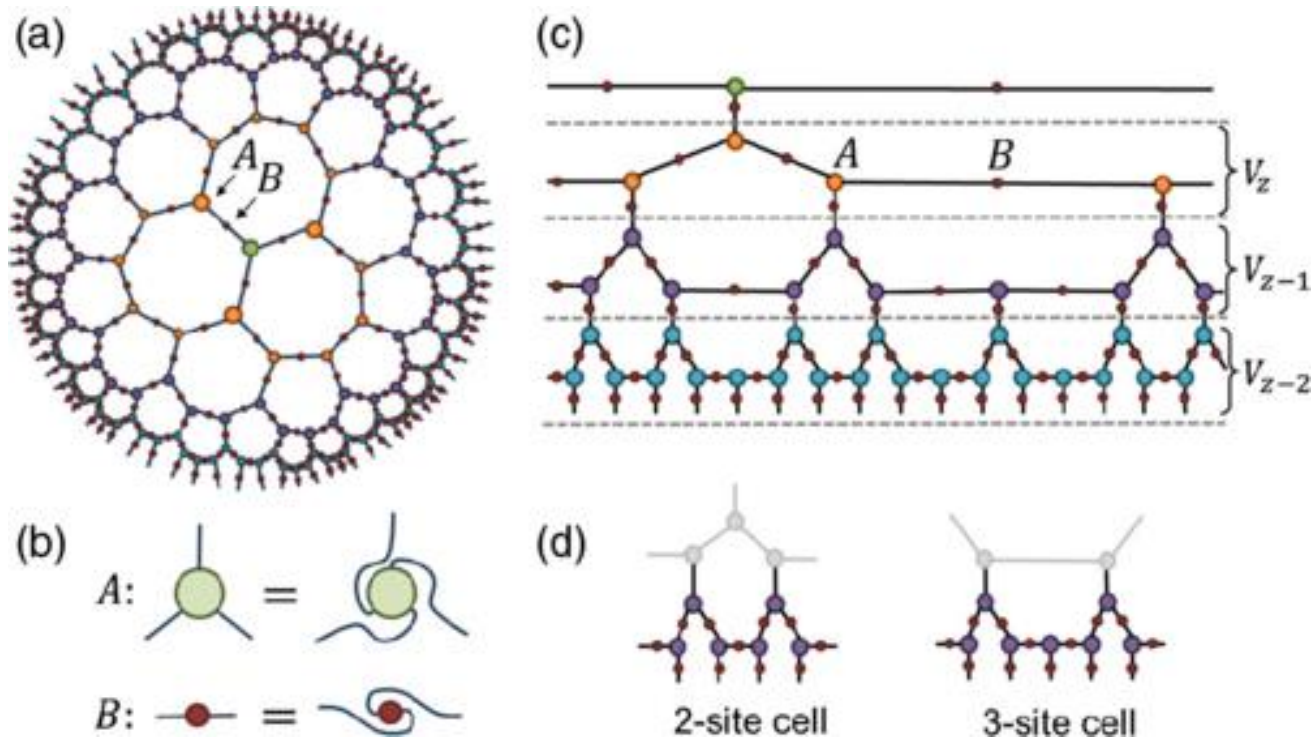 (a)
A
B
(c)
A
B
V_z
V_{z-1}
V_{z-2}
(b)
A:
=
B:
=
(d)
2-site cell
3-site cell